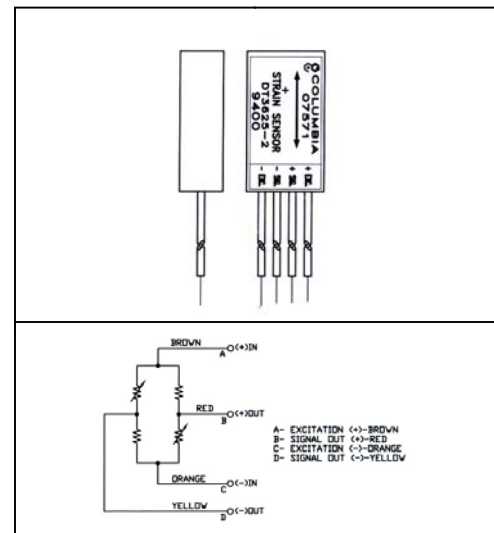 COLUMBIA
07571
+
STRAIN SENSOR
DT3625-2
9400
BROWN
A (+)IN
RED
B (+)OUT
A- EXCITATION (+)-BROWN
B- SIGNAL OUT (+)-RED
C- EXCITATION (-)-ORANGE
D- SIGNAL OUT (-)-YELLOW
ORANGE
C (-)IN
YELLOW
D (-)OUT